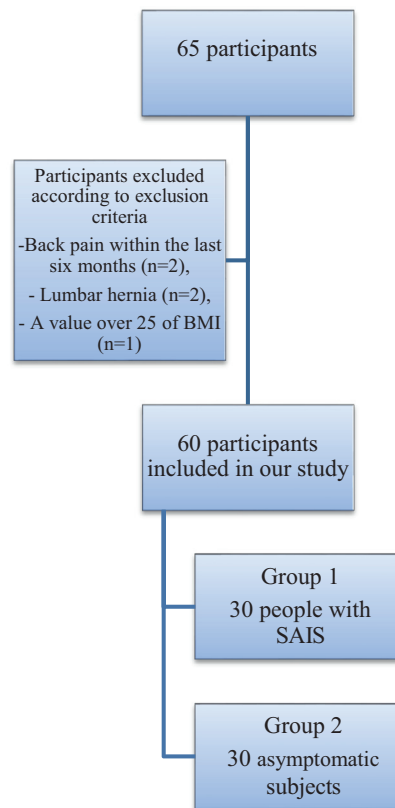 65 participants
Participants excluded
according to exclusion
criteria
-Back pain within the last
six months (n=2),
- Lumbar hernia (n=2),
- A value over 25 of BMI
(n=1)
60 participants
included in our study
Group 1
30 people with
SAIS
Group 2
30 asymptomatic
subjects